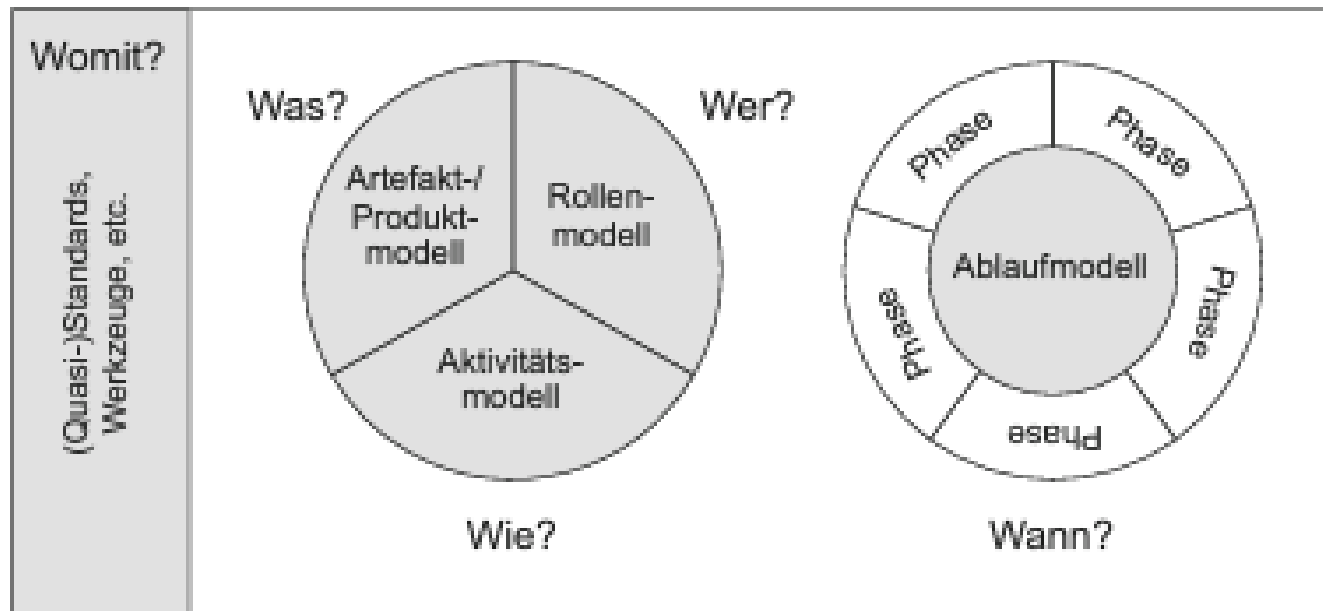 Womit?
(Quasi-)Standards,
Werkzeuge, etc.
Was?
Wer?
Artefakt-/
Produkt-
modell
Rollen-
modell
Aktivitäts-
modell
Wie?
Phase
Phase
Phase
Phase
Phase
Ablaufmodell
Wann?